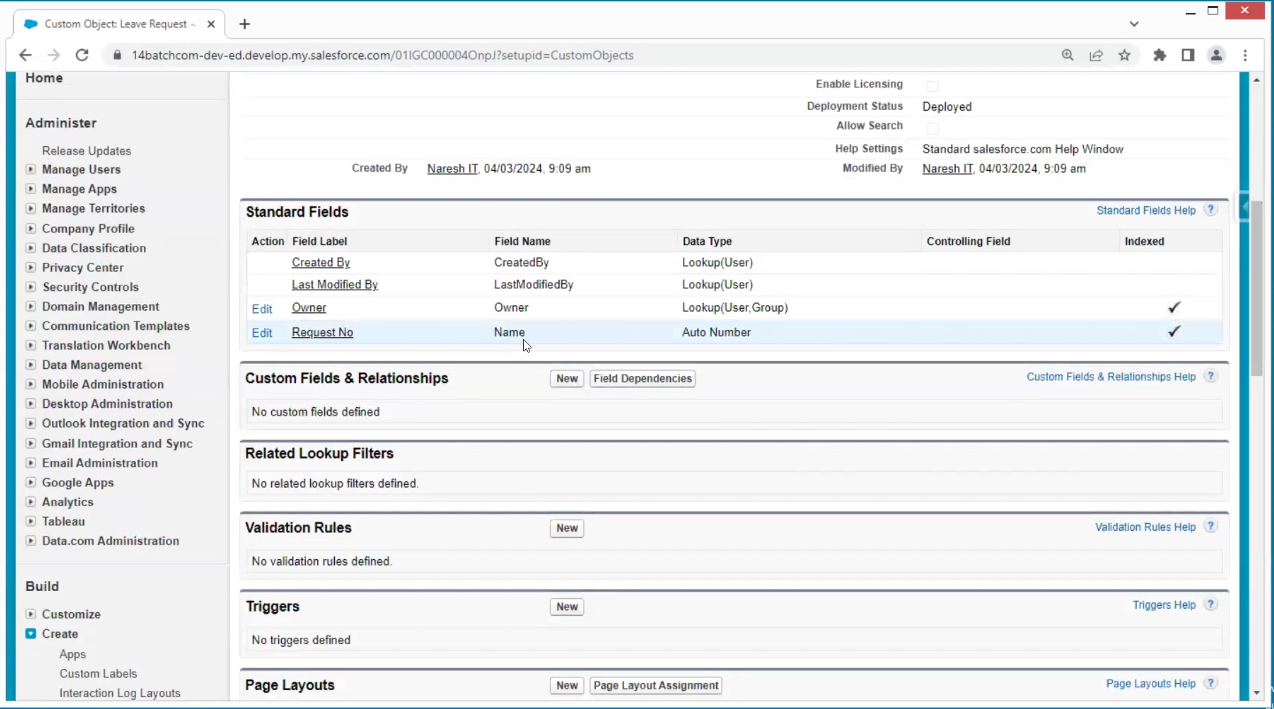 Custom Object: Leave Request ~
14batchcom-dev-ed.develop.my.salesforce.com/01IGC000004OnpJ?setupid=CustomObjects
Home
Administer
Release Updates
Manage Users
Manage Apps
Manage Territories
Company Profile
Data Classification
Privacy Center
Security Controls
Domain Management
Communication Templates
Translation Workbench
Data Management
Mobile Administration
Desktop Administration
Outlook Integration and Sync
Gmail Integration and Sync
Email Administration
Google Apps
Analytics
Tableau
Data.com Administration
Build
Customize
Create
Apps
Custom Labels
Interaction Log Layouts
Enable Licensing
Deployment Status Deployed
Allow Search
Help Settings Standard salesforce.com Help Window
Created By Naresh IT, 04/03/2024, 9:09 am Modified By Naresh IT, 04/03/2024, 9:09 am
Standard Fields Standard Fields Help ?
Action Field Label Field Name Data Type Controlling Field Indexed
Created By CreatedBy Lookup(User)
Last Modified By LastModifiedBy Lookup(User)
Edit Owner Owner Lookup(User,Group) ✓
Edit Request No Name Auto Number ✓
Custom Fields & Relationships New Field Dependencies Custom Fields & Relationships Help ?
No custom fields defined
Related Lookup Filters
No related lookup filters defined.
Validation Rules New Validation Rules Help ?
No validation rules defined.
Triggers New Triggers Help ?
No triggers defined
Page Layouts New Page Layout Assignment Page Layouts Help ?